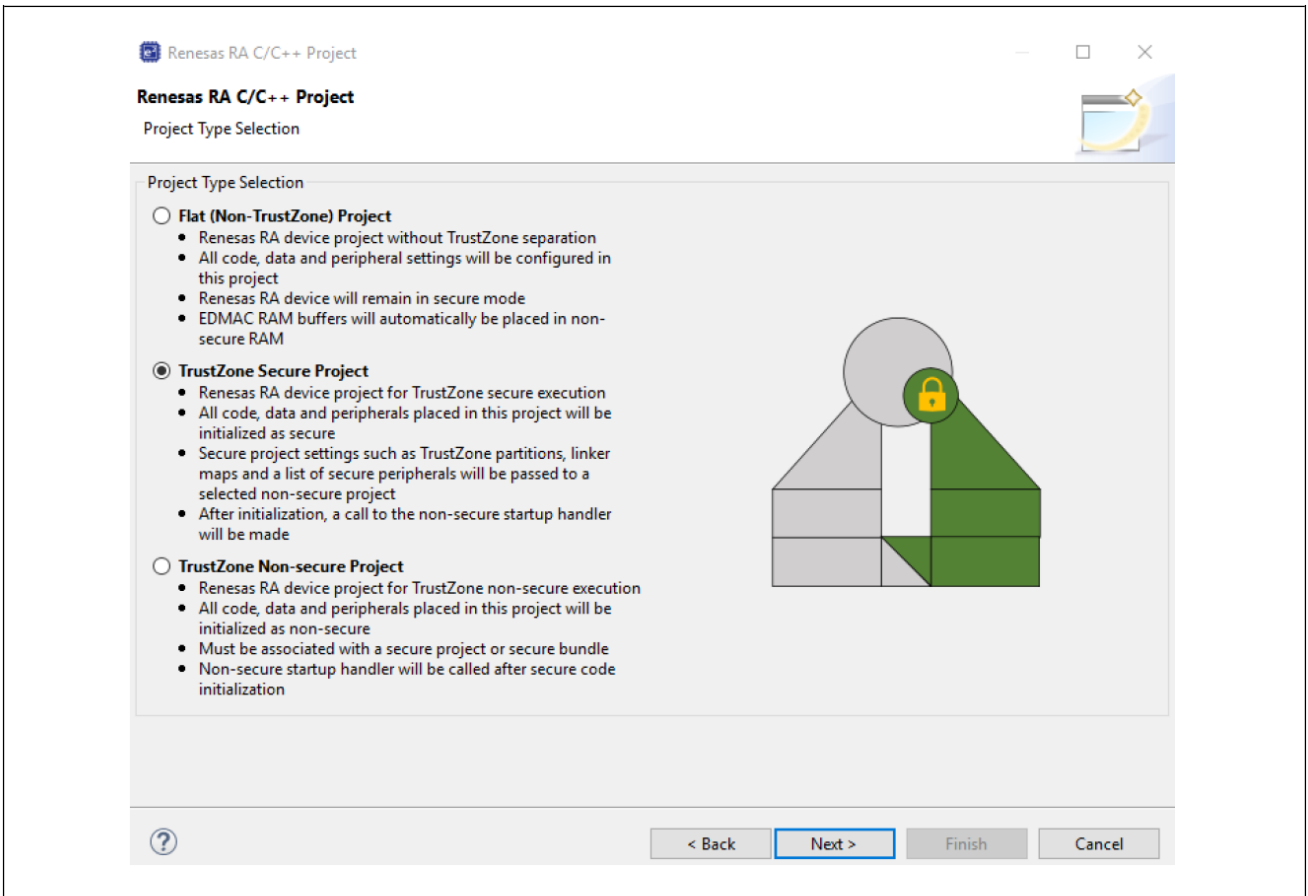 Renesas RA C/C++ Project
Renesas RA C/C++ Project
Project Type Selection
Project Type Selection
Flat (Non-TrustZone) Project
• Renesas RA device project without TrustZone separation
• All code, data and peripheral settings will be configured in
this project
• Renesas RA device will remain in secure mode
• EDMAC RAM buffers will automatically be placed in non-
secure RAM
TrustZone Secure Project
• Renesas RA device project for TrustZone secure execution
• All code, data and peripherals placed in this project will be
initialized as secure
• Secure project settings such as TrustZone partitions, linker
maps and a list of secure peripherals will be passed to a
selected non-secure project
• After initialization, a call to the non-secure startup handler
will be made
TrustZone Non-secure Project
• Renesas RA device project for TrustZone non-secure execution
• All code, data and peripherals placed in this project will be
initialized as non-secure
• Must be associated with a secure project or secure bundle
• Non-secure startup handler will be called after secure code
initialization
? < Back Next > Finish Cancel